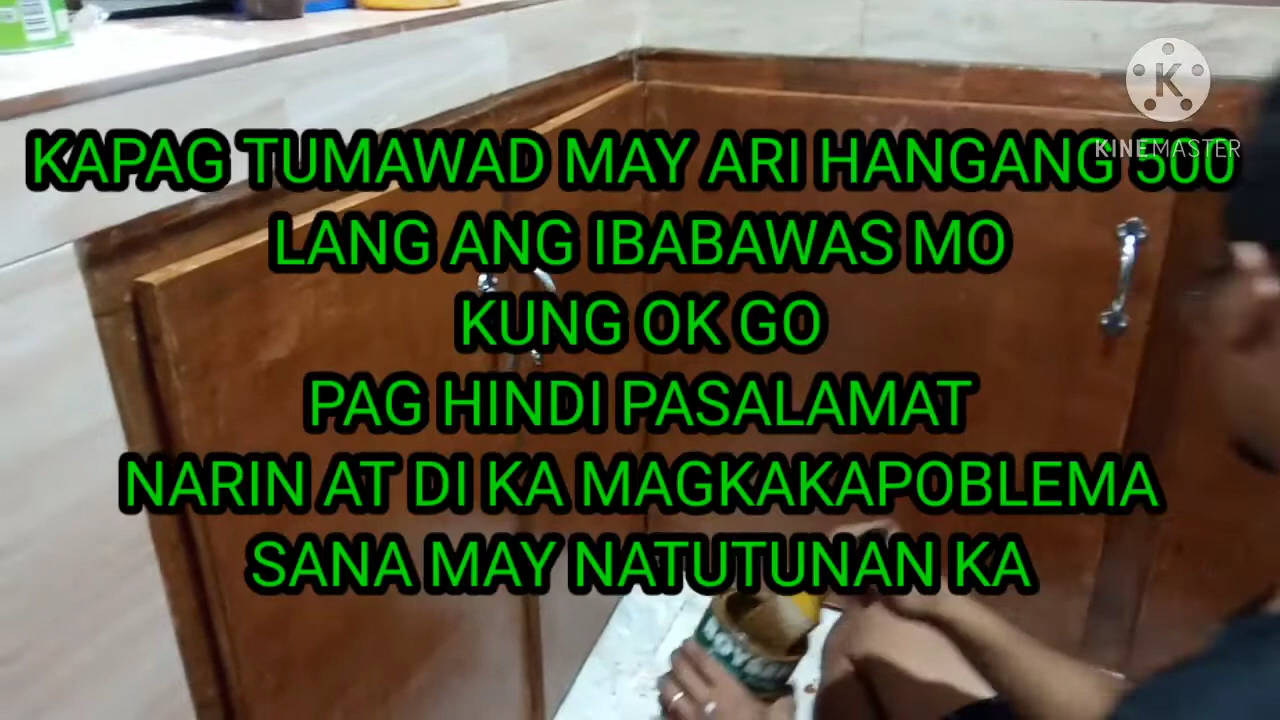 K
KINEMASTER
KAPAG TUMAWAD MAY ARI HANGANG 500
LANG ANG IBABAWAS MO
KUNG OK GO
PAG HINDI PASALAMAT
NARIN AT DI KA MAGKAKAPOBLEMA
SANA MAY NATUTUNAN KA